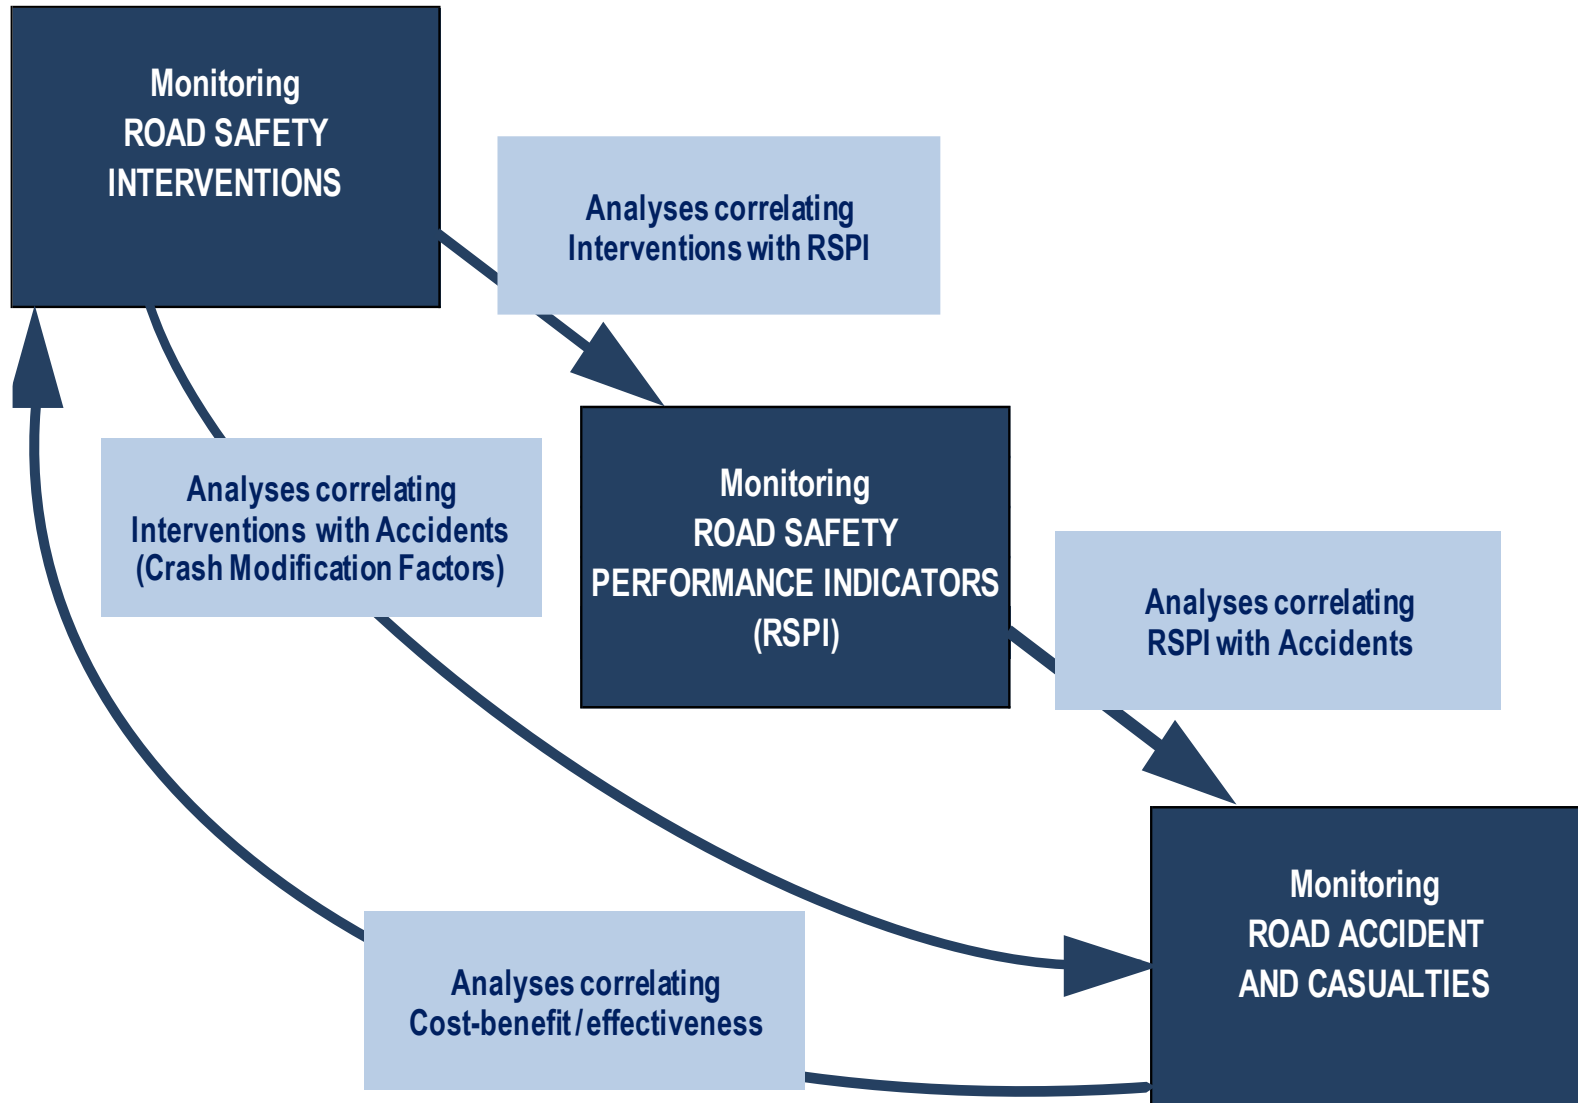 Monitoring
ROAD SAFETY
INTERVENTIONS
Analyses correlating
Interventions with RSPI
Analyses correlating
Interventions with Accidents
(Crash Modification Factors)
Monitoring
ROAD SAFETY
PERFORMANCE INDICATORS
(RSPI)
Analyses correlating
RSPI with Accidents
Monitoring
ROAD ACCIDENT
AND CASUALTIES
Analyses correlating
Cost-benefit / effectiveness